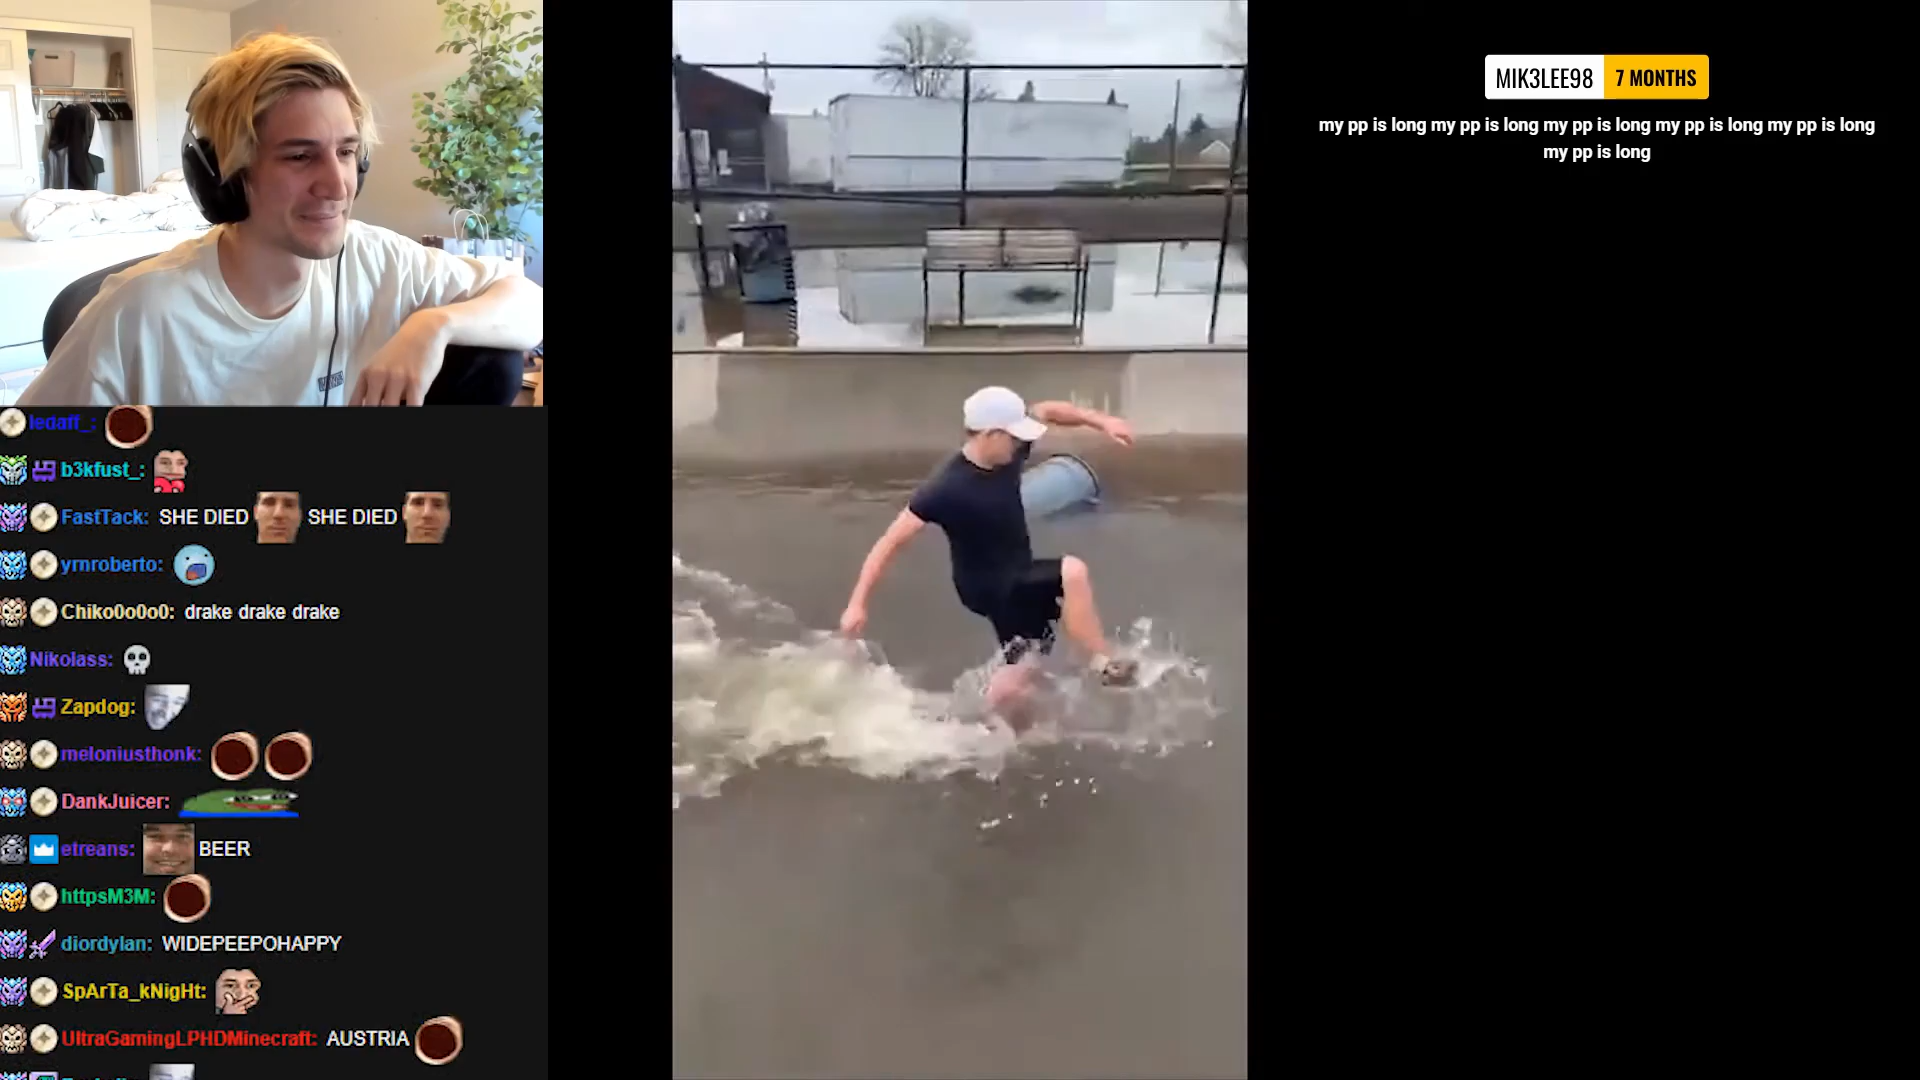 ledaff_:
b3kfust_:
FastTack: SHE DIED SHE DIED
yrnroberto:
Chiko0o0o0: drake drake drake
Nikolass:
Zapdog:
meloniusthonk:
DankJuicer:
etreans: BEER
httpsM3M:
diordylan: WIDEPEEPOHAPPY
SpArTa_kNigHt:
UltraGamingLPHDMinecraft: AUSTRIA
MIK3LEE98 7 MONTHS
my pp is long my pp is long my pp is long my pp is long my pp is long
my pp is long